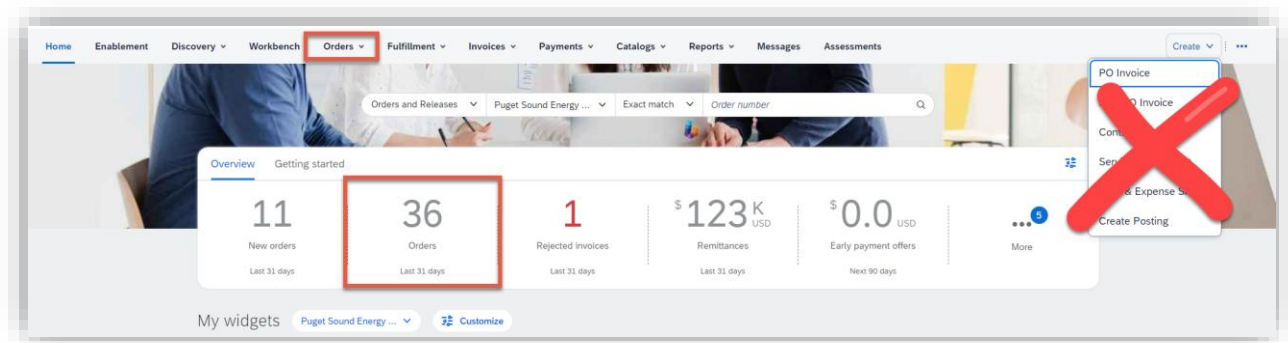 Home Enablement Discovery Workbench Orders Fulfillment Invoices Payments Catalogs Reports Messages Assessments Create
PO Invoice
Orders and Releases Puget Sound Energy ... Exact match Order number
Invoice
Overview Getting started
& Expense
Create Posting
11 36 1 $ 123 K USD $ 0.0 USD ... 5
New orders Orders Rejected invoices Remittances Early payment offers More
Last 31 days Last 31 days Last 31 days Last 31 days Next 90 days
My widgets Puget Sound Energy ... Customize